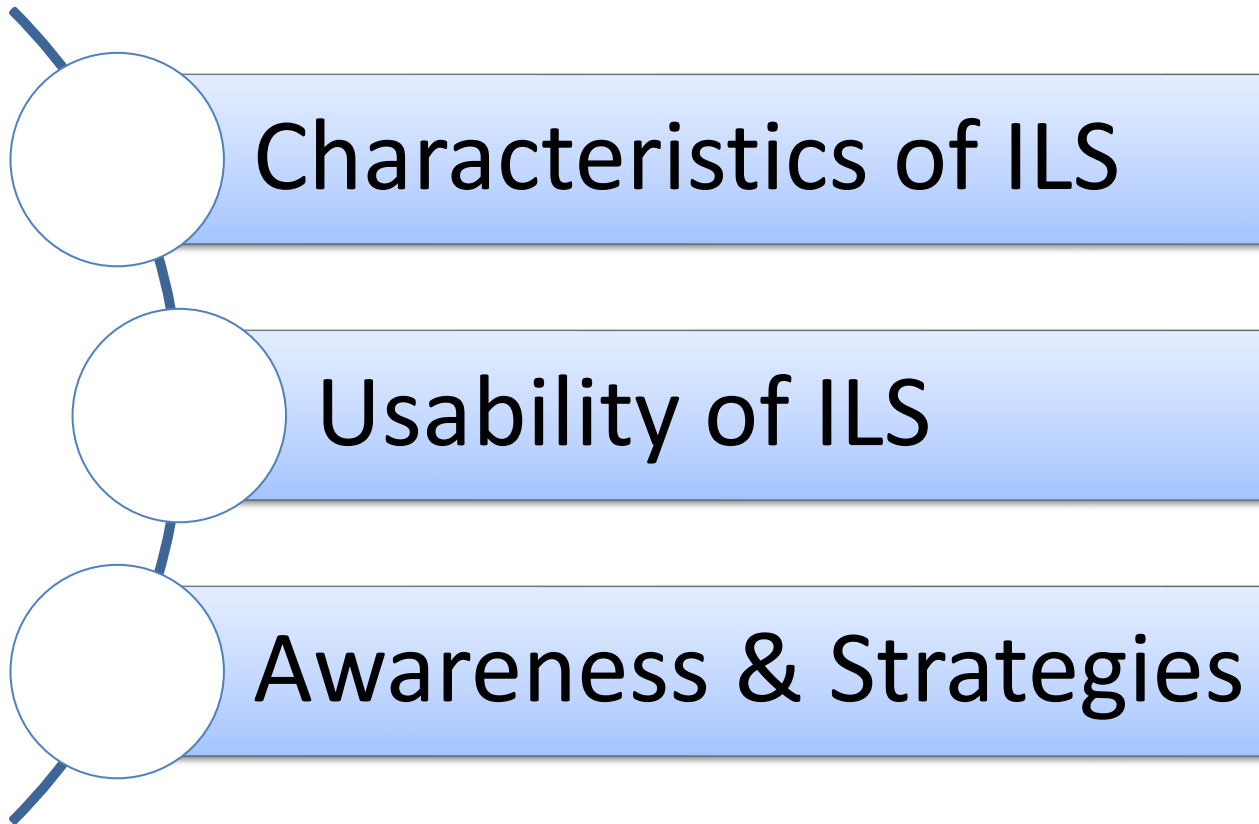 Characteristics of ILS
Usability of ILS
Awareness & Strategies